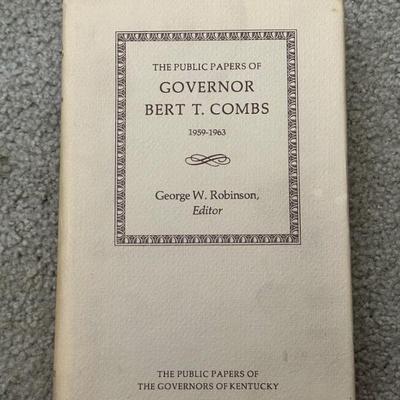 THE PUBLIC PAPERS OF
GOVERNOR
BERT T. COMBS
1959-1963
George W. Robinson,
Editor
THE PUBLIC PAPERS OF
THE GOVERNORS OF KENTUCKY